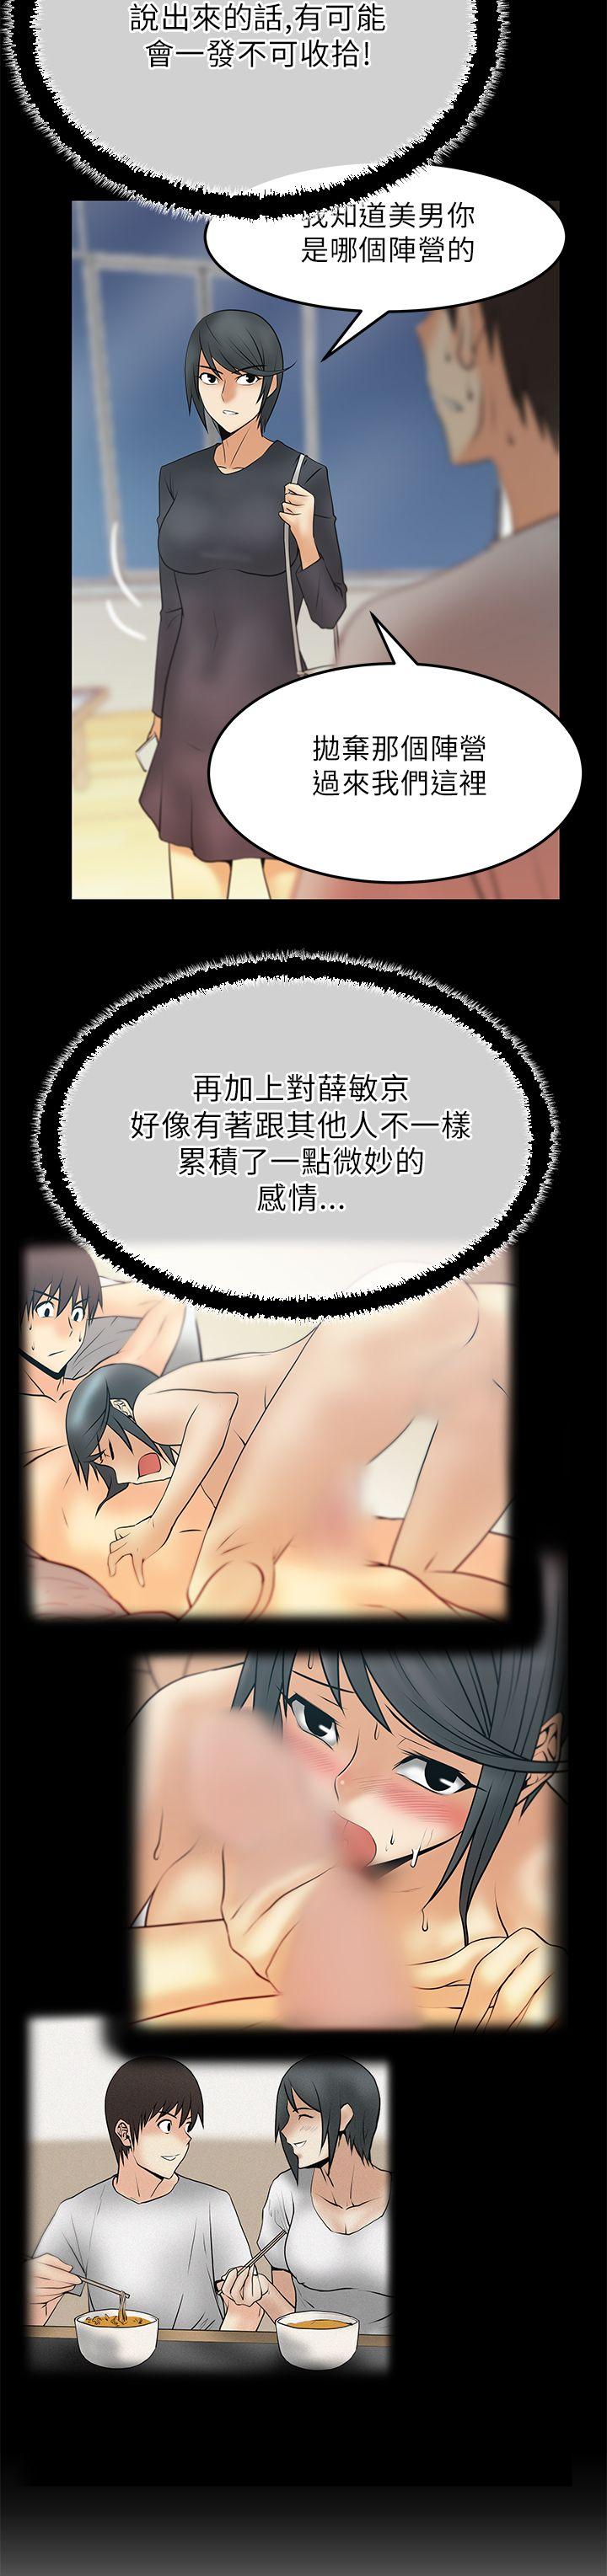 說出來的話,有可能
會一發不可收拾!
我知道美男你
是哪個陣營的
拋棄那個陣營
過來我們這裡
再加上對薛敏京
好像有著跟其他人不一樣
累積了一點微妙的
感情...